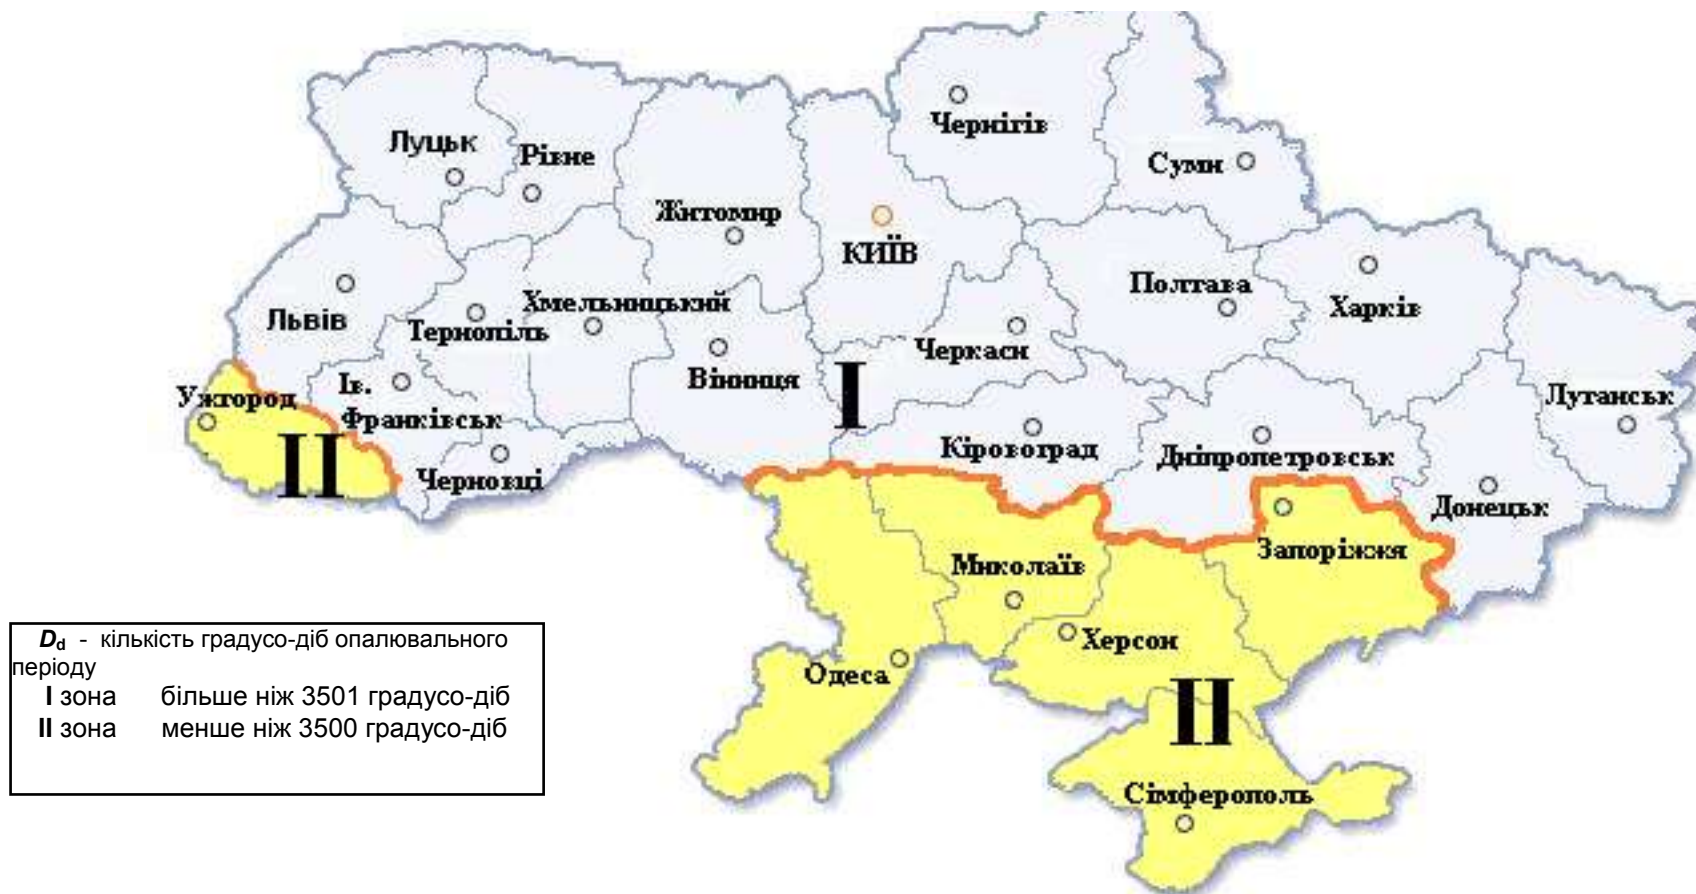 Чернігів
Луцьк
Рівне
Суми
Житомир
КИЇВ
Полтава
Харків
Львів
Тернопіль
Хмельницький
Вінниця
Черкаси
I
Ужгород
Ів.
Франківськ
Луганськ
II
Черновці
Кіровоград
Дніпропетровськ
Донецьк
Запоріжжя
Миколаїв
Херсон
Одеса
II
Сімферополь
Dd - кількість градусо-діб опалювального
періоду
I зона більше ніж 3501 градусо-діб
II зона менше ніж 3500 градусо-діб